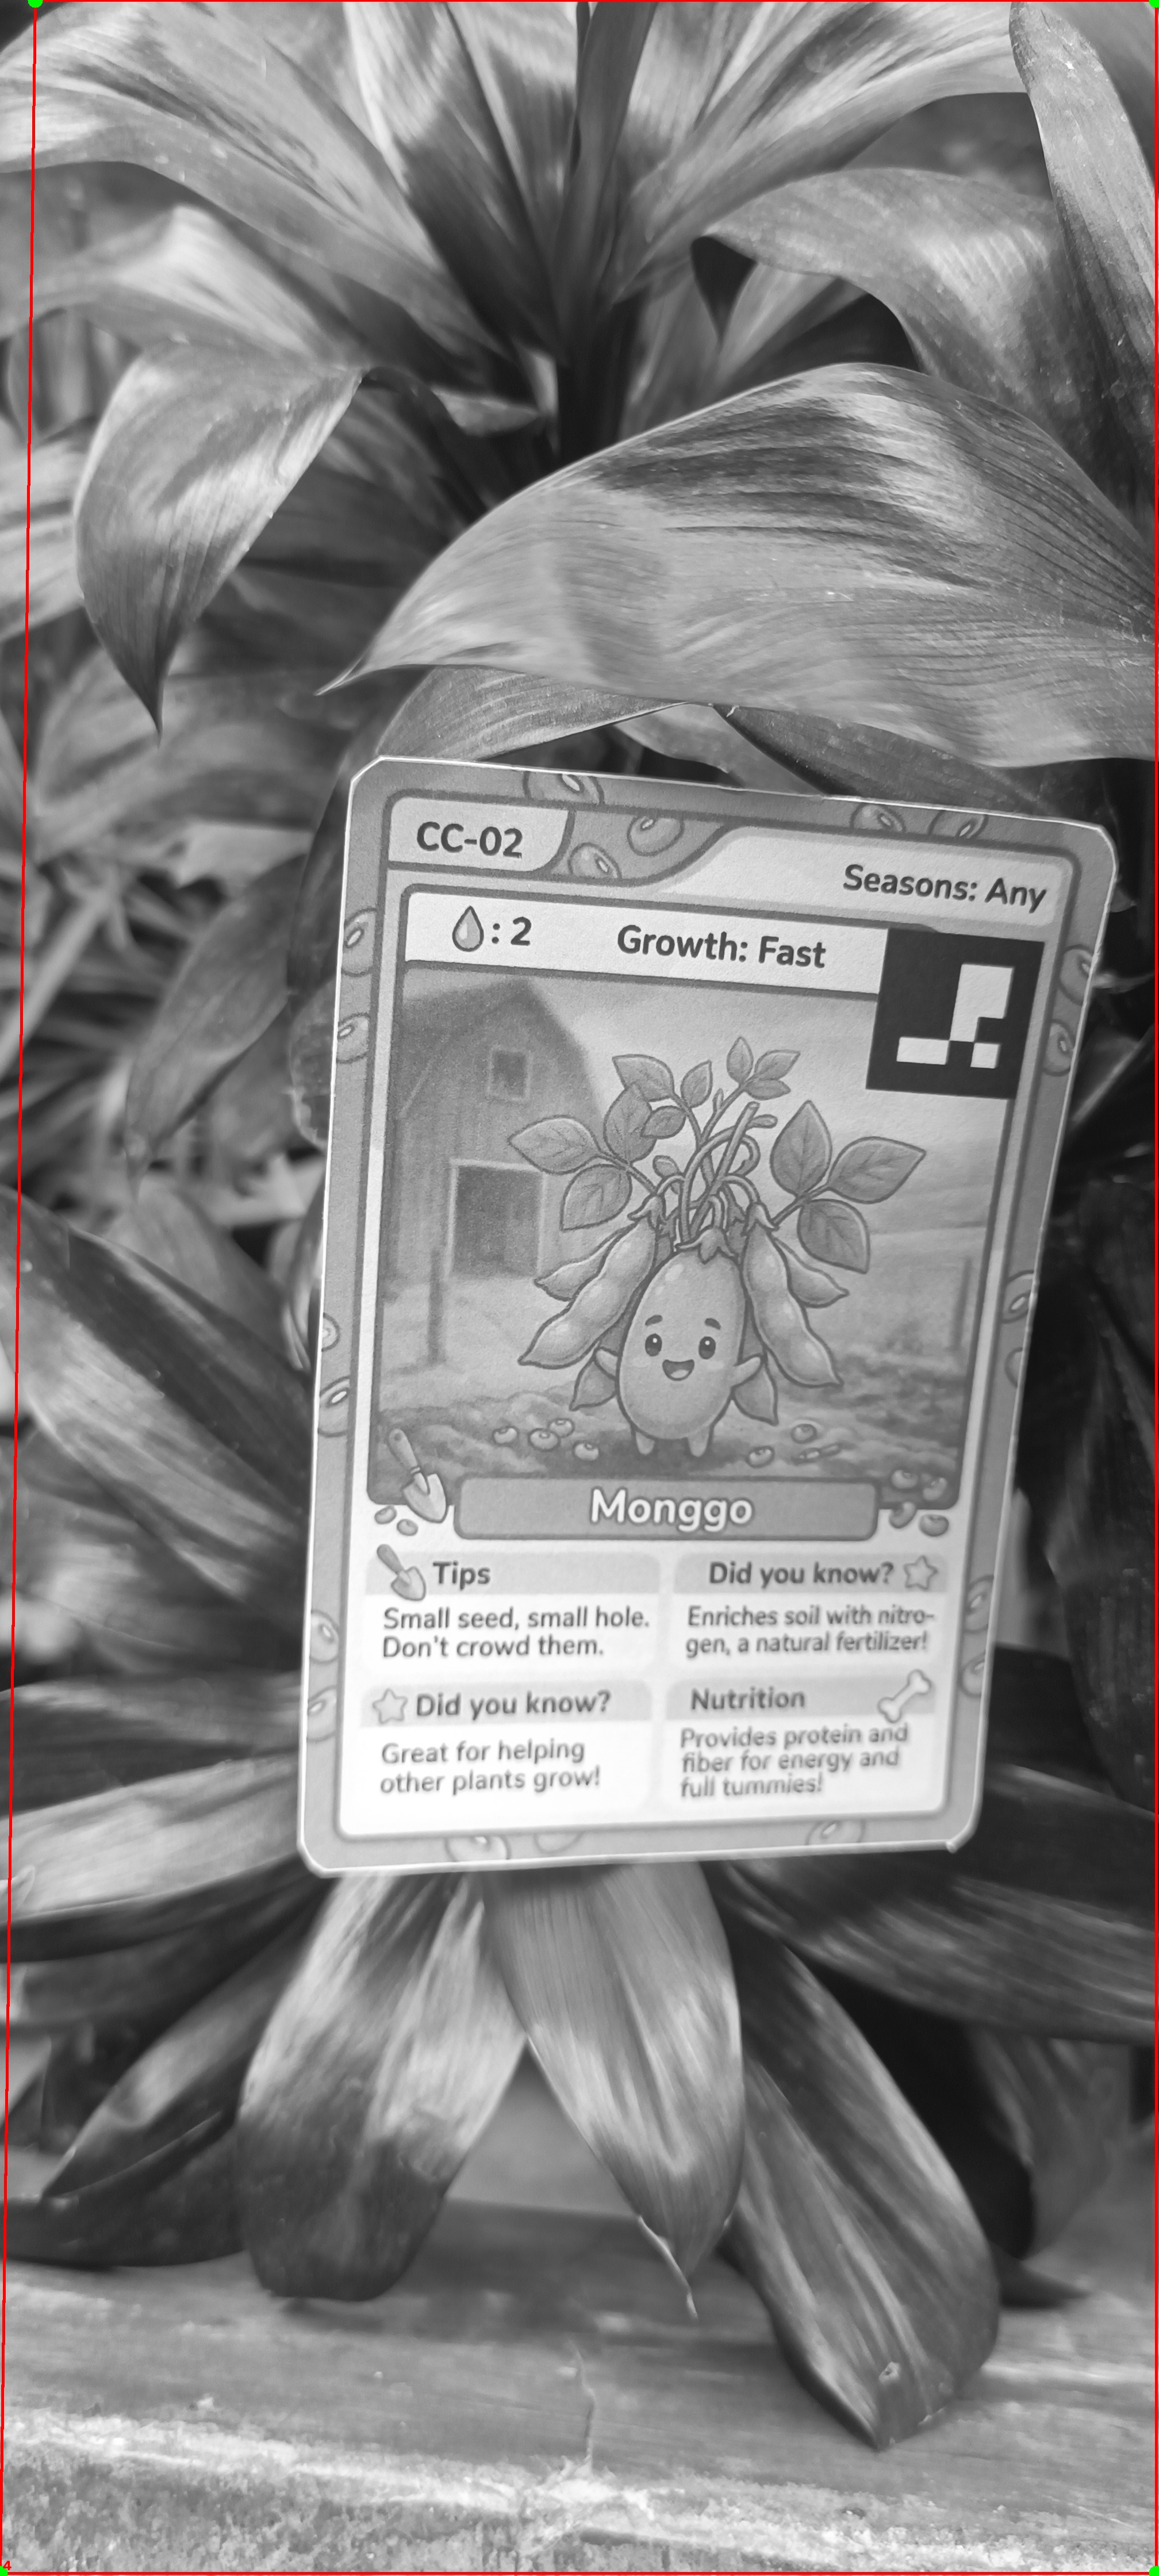 CC-02
Seasons: Any
: 2
Growth: Fast
Monggo
Tips
Small seed, small hole.
Don't crowd them.
Did you know?
Enriches soil with nitro-
gen, a natural fertilizer!
Did you know?
Great for helping
other plants grow!
Nutrition
Provides protein and
fiber for energy and
full tummies!
4